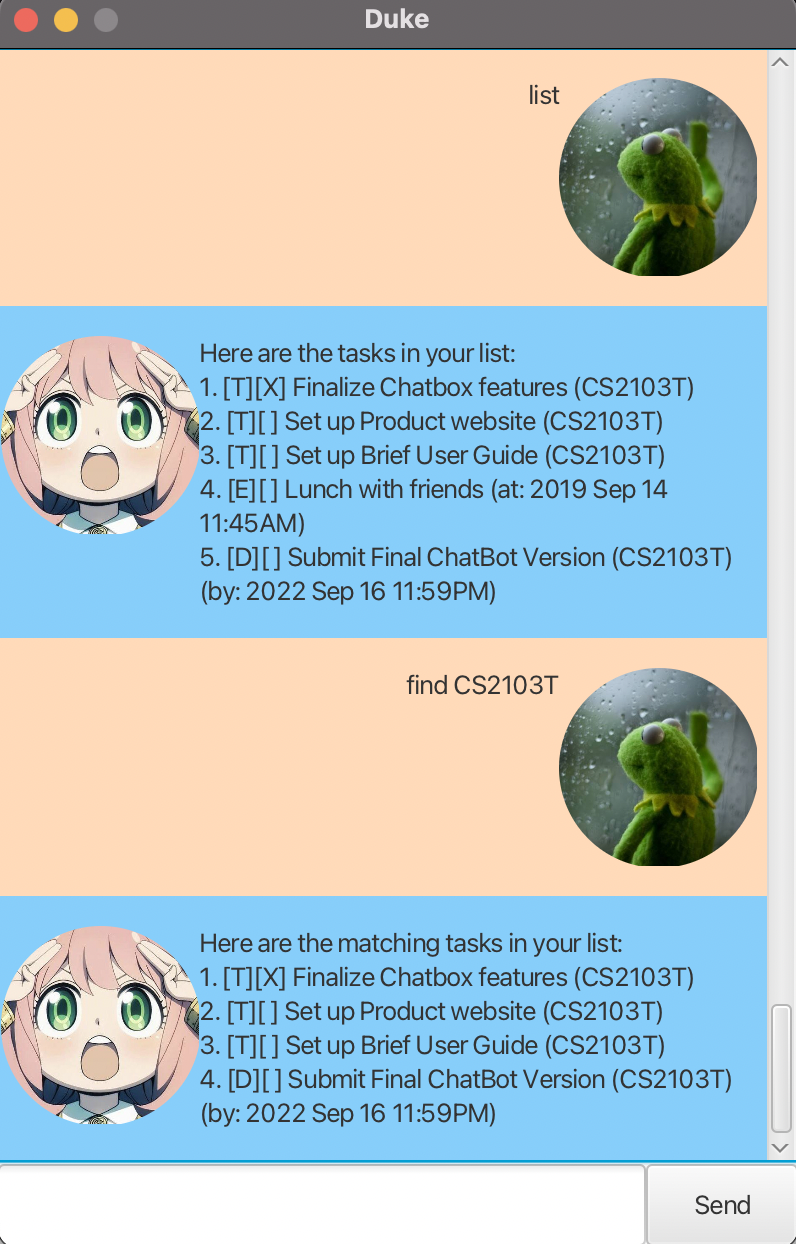 Duke
list
Here are the tasks in your list:
1. [T][X] Finalize Chatbox features (CS2103T)
2. [T][ ] Set up Product website (CS2103T)
3. [T][ ] Set up Brief User Guide (CS2103T)
4. [E][ ] Lunch with friends (at: 2019 Sep 14
11:45AM)
5. [D][ ] Submit Final ChatBot Version (CS2103T)
(by: 2022 Sep 16 11:59PM)
find CS2103T
Here are the matching tasks in your list:
1. [T][X] Finalize Chatbox features (CS2103T)
2. [T][ ] Set up Product website (CS2103T)
3. [T][ ] Set up Brief User Guide (CS2103T)
4. [D][ ] Submit Final ChatBot Version (CS2103T)
(by: 2022 Sep 16 11:59PM)
Send